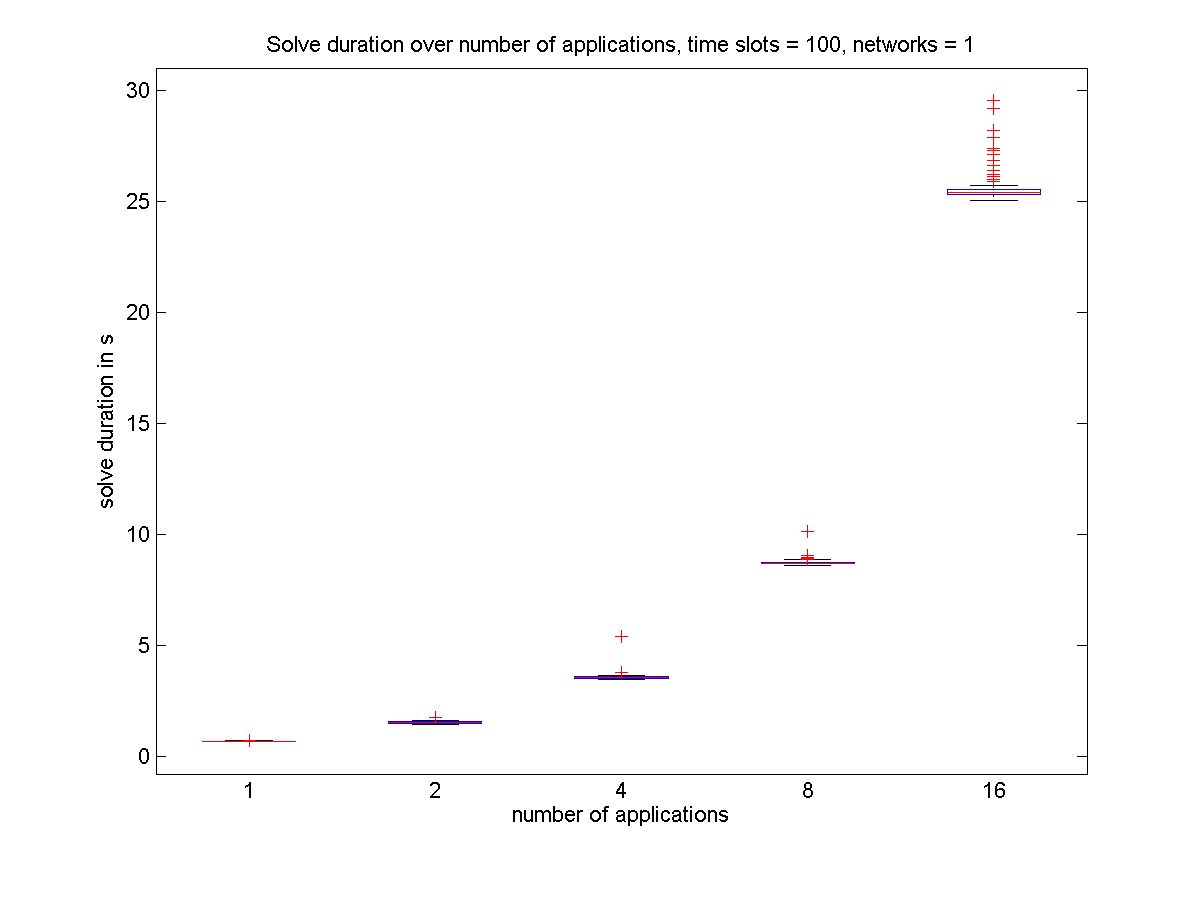 Solve duration over number of applications, time slots = 100, networks = 1
30
25
20
15
10
5
0
solve duration in s
1 2 4 8 16
number of applications